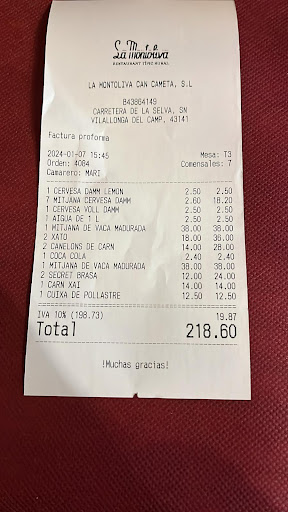 La Montoliva
RESTAURANT TÍPIC RURAL
LA MONTOLIVA CAN CAMETA, S.L
843864149
CARRETERA DE LA SELVA, SN
VILALLONGA DEL CAMP, 43141
Factura proforma
2024-01-07 15:45 Mesa: T3
Orden: 4084 Comensales: 7
Camarero: MARI
1 CERVESA DAMM LEMON 2.50 2.50
7 MITJANA CERVESA DAMM 2.60 18.20
1 CERVESA VOLL DAMM 2.50 2.50
1 AIGUA DE 1 L 2.50 2.50
1 MITJANA DE VACA MADURADA 38.00 38.00
2 XATO 18.00 36.00
2 CANELONS DE CARN 14.00 28.00
1 COCA COLA 2.40 2.40
1 MITJANA DE VACA MADURADA 38.00 38.00
2 SECRET BRASA 12.00 24.00
1 CARN XAI 14.00 14.00
1 CUIXA DE POLLASTRE 12.50 12.50
IVA 10% (198.73) 19.87
Total 218.60
¡Muchas gracias!